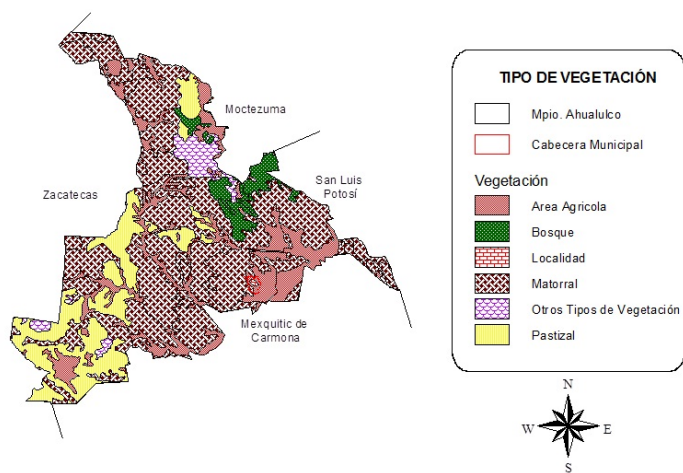 Moctezuma
San Luis
Potosí
Zacatecas
Mexquitic de
Carmona
TIPO DE VEGETACIÓN
Mpio. Ahualulco
Cabecera Municipal
Vegetación
Area Agricola
Bosque
Localidad
Matorral
Otros Tipos de Vegetación
Pastizal
N
W E
S